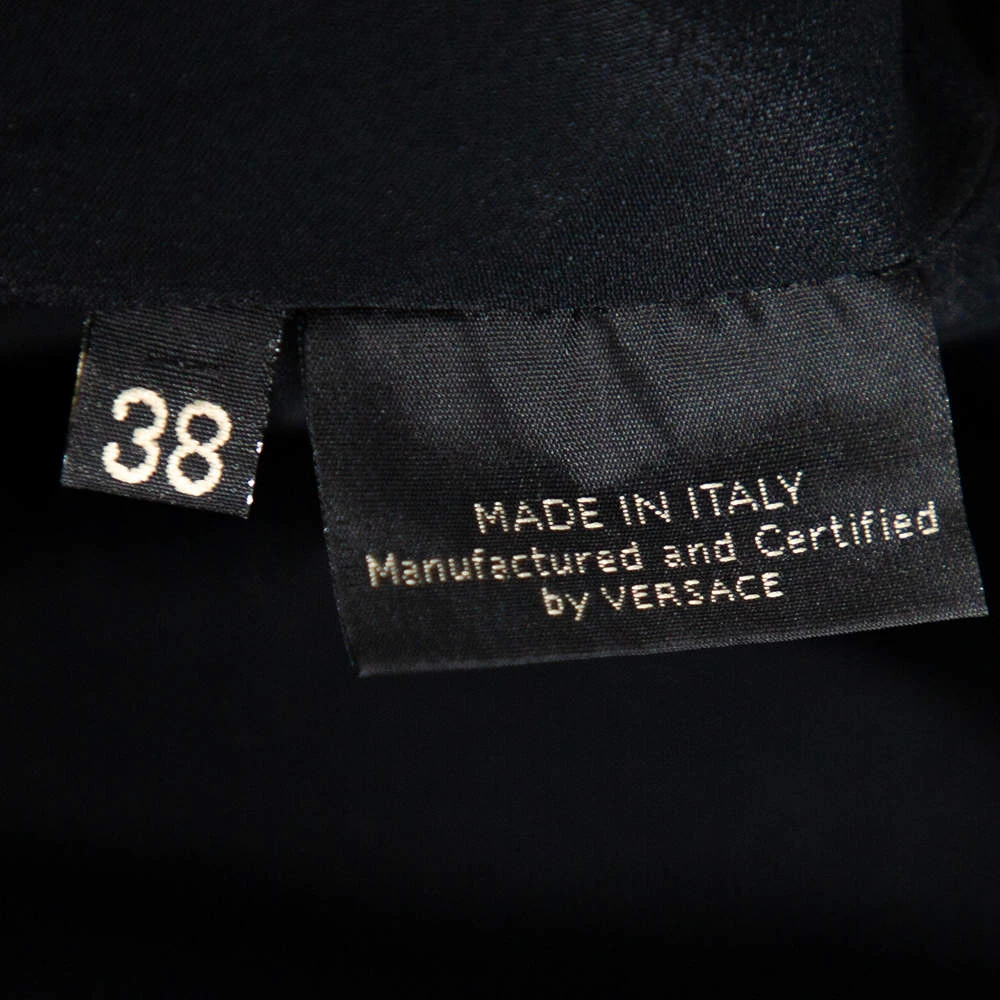 38
MADE IN ITALY
Manufactured and Certified
by VERSACE